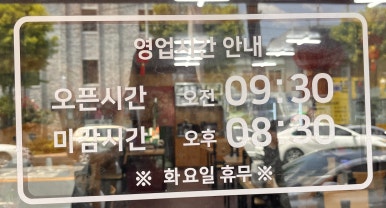 영업시간 안내
오픈시간 오전 09:30
마감시간 오후 08:30
※ 화요일 휴무 ※